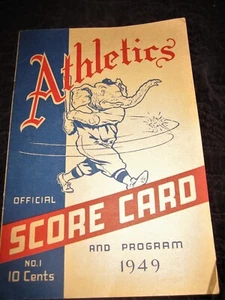 Athletics
OFFICIAL
SCORE CARD
NO.1
AND PROGRAM
10 Cents
1949